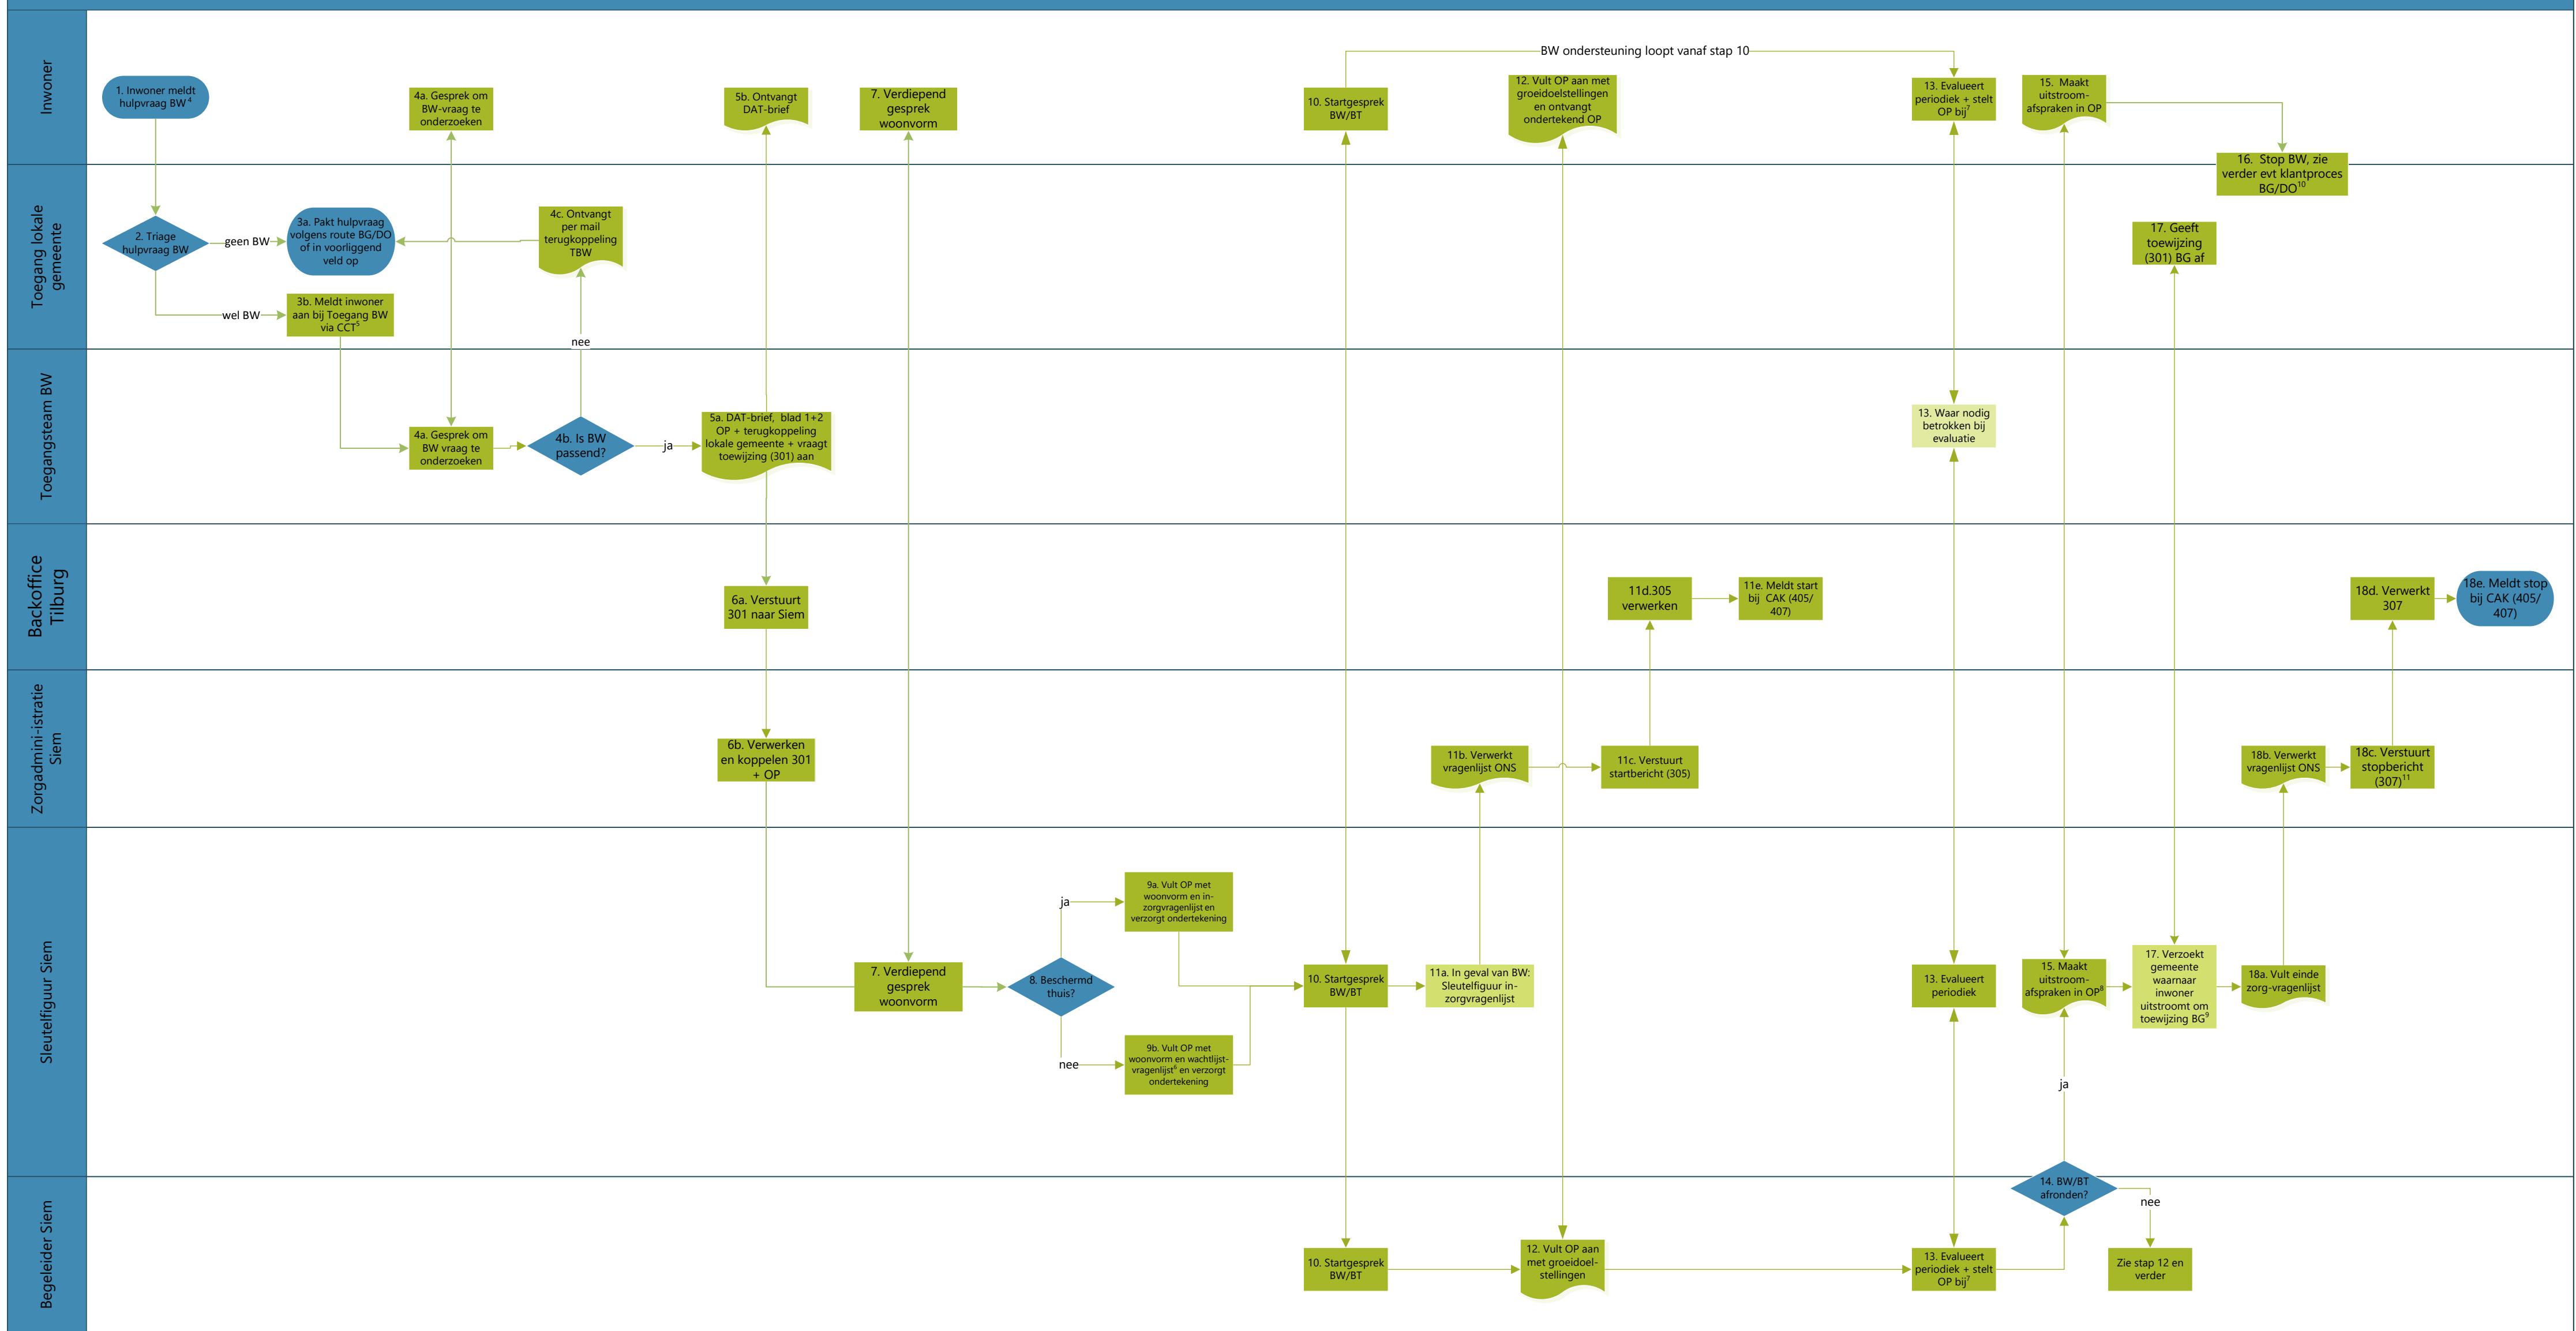 Inwoner
1. Inwoner meldt
hulpvraag BW 4
4a. Gesprek om
BW-vraag te
onderzoeken
5b. Ontvangt
DAT-brief
7. Verdiepend
gesprek
woonvorm
BW ondersteuning loopt vanaf stap 10
10. Startgesprek
BW/BT
12. Vult OP aan met
groeidoelstellingen
en ontvangt
ondertekend OP
13. Evalueert
periodiek + stelt
OP bij7
15. Maakt
uitstroom-
afspraken in OP
16. Stop BW, zie
verder evt klantproces
BG/DO10
Toegang lokale
gemeente
2. Triage
hulpvraag BW
geen BW
3a. Pakt hulpvraag
volgens route BG/DO
of in voorliggend
veld op
wel BW
3b. Meldt inwoner
aan bij Toegang BW
via CCT5
4c. Ontvangt
per mail
terugkoppeling
TBW
nee
17. Geeft
toewijzing
(301) BG af
Toegangsteam BW
4a. Gesprek om
BW vraag te
onderzoeken
4b. Is BW
passend?
ja
5a. DAT-brief, blad 1+2
OP + terugkoppeling
lokale gemeente + vraagt
toewijzing (301) aan
13. Waar nodig
betrokken bij
evaluatie
Backoffice
Tilburg
6a. Verstuurt
301 naar Siem
11d.305
verwerken
11e. Meldt start
bij CAK (405/
407)
18d. Verwerkt
307
18e. Meldt stop
bij CAK (405/
407)
Zorgadmini-istratie
Siem
6b. Verwerken
en koppelen 301
+ OP
11b. Verwerkt
vragenlijst ONS
11c. Verstuurt
startbericht (305)
18b. Verwerkt
vragenlijst ONS
18c. Verstuurt
stopbericht
(307)11
Sleutelfiguur Siem
7. Verdiepend
gesprek
woonvorm
8. Beschermd
thuis?
ja
9a. Vult OP met
woonvorm en in-
zorgvragenlijst en
verzorgt ondertekening
nee
9b. Vult OP met
woonvorm en wachtlijst-
vragenlijst6 en verzorgt
ondertekening
10. Startgesprek
BW/BT
11a. In geval van BW:
Sleutelfiguur in-
zorgvragenlijst
13. Evalueert
periodiek
15. Maakt
uitstroom-
afspraken in OP8
17. Verzoekt
gemeente
waarnaar
inwoner
uitstroomt om
toewijzing BG9
18a. Vult einde
zorg-vragenlijst
ja
Begeleider Siem
10. Startgesprek
BW/BT
12. Vult OP aan
met groeidoel-
stellingen
13. Evalueert
periodiek + stelt
OP bij7
14. BW/BT
afronden?
nee
Zie stap 12 en
verder